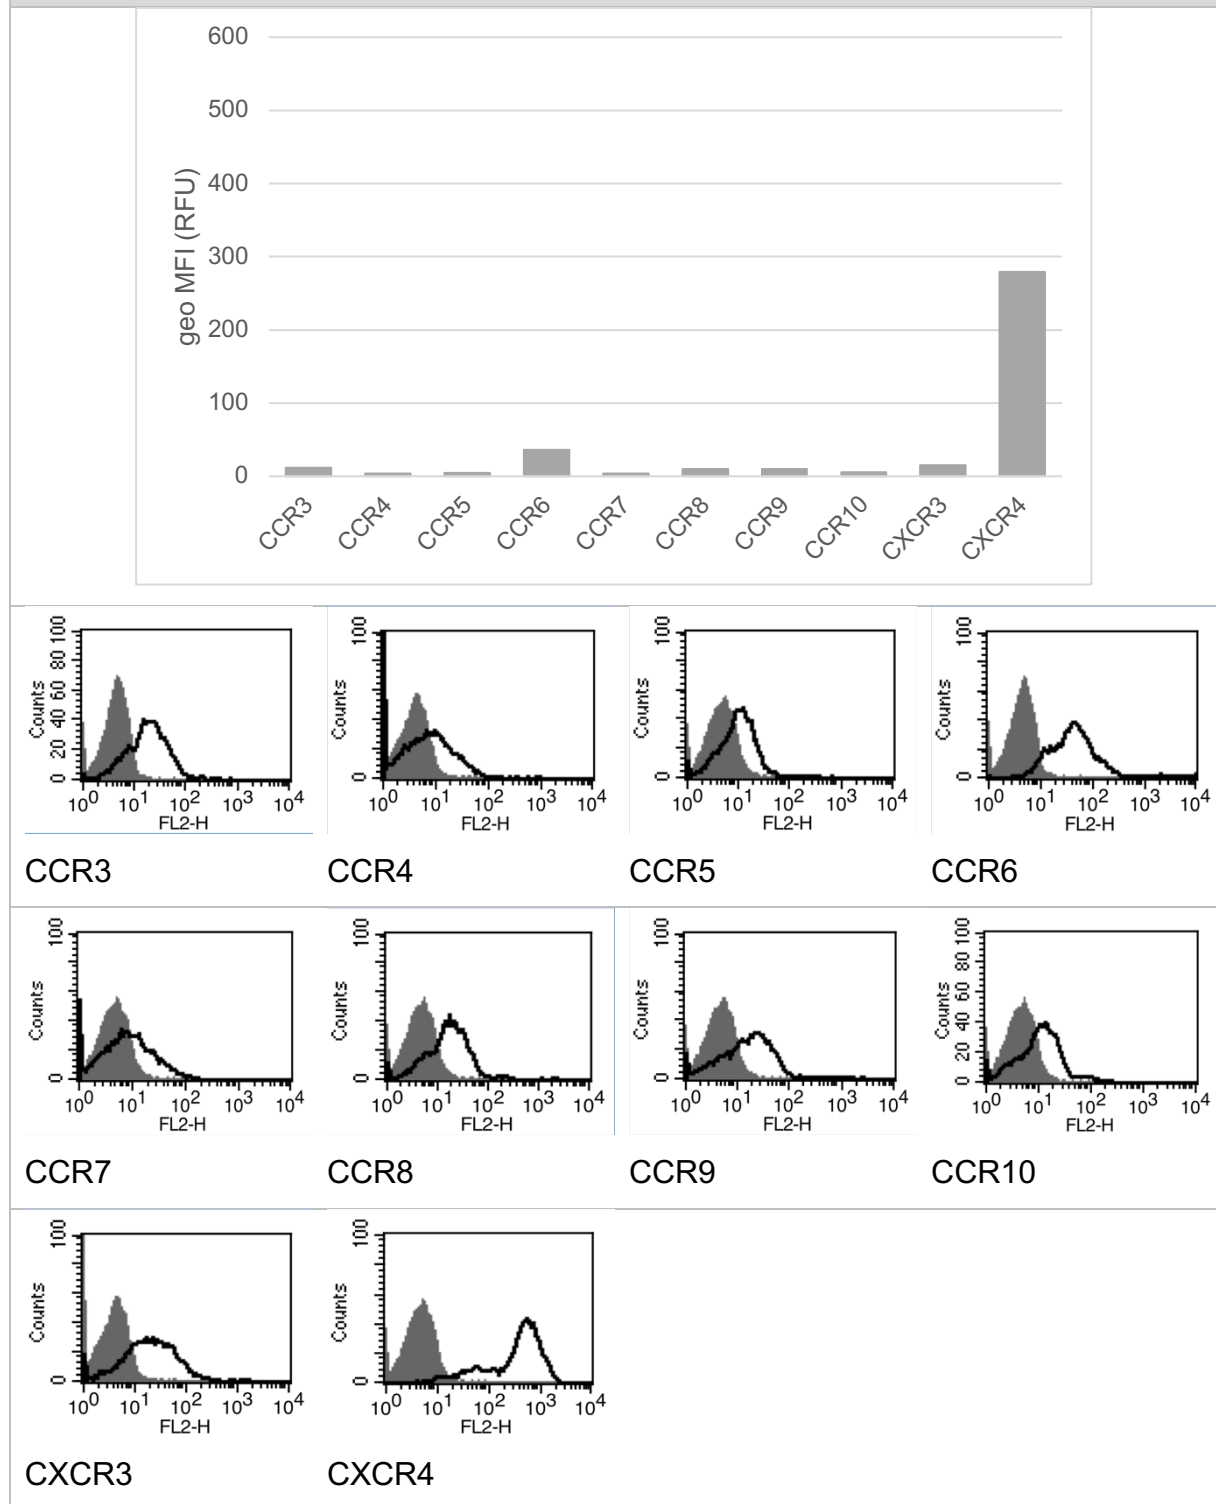 600
500
400
300
200
100
0
geo MFI (RFU)
CCR3 CCR4 CCR5 CCR6 CCR7 CCR8 CCR9 CCR10 CXCR3 CXCR4
Counts
0 20 40 60 80 100
10^0 10^1 10^2 10^3 10^4
FL2-H
CCR3
Counts
0 100
10^0 10^1 10^2 10^3 10^4
FL2-H
CCR4
Counts
0 100
10^0 10^1 10^2 10^3 10^4
FL2-H
CCR5
Counts
0 100
10^0 10^1 10^2 10^3 10^4
FL2-H
CCR6
Counts
0 100
10^0 10^1 10^2 10^3 10^4
FL2-H
CCR7
Counts
0 100
10^0 10^1 10^2 10^3 10^4
FL2-H
CCR8
Counts
0 100
10^0 10^1 10^2 10^3 10^4
FL2-H
CCR9
Counts
0 20 40 60 80 100
10^0 10^1 10^2 10^3 10^4
FL2-H
CCR10
Counts
0 100
10^0 10^1 10^2 10^3 10^4
FL2-H
CXCR3
Counts
0 100
10^0 10^1 10^2 10^3 10^4
FL2-H
CXCR4